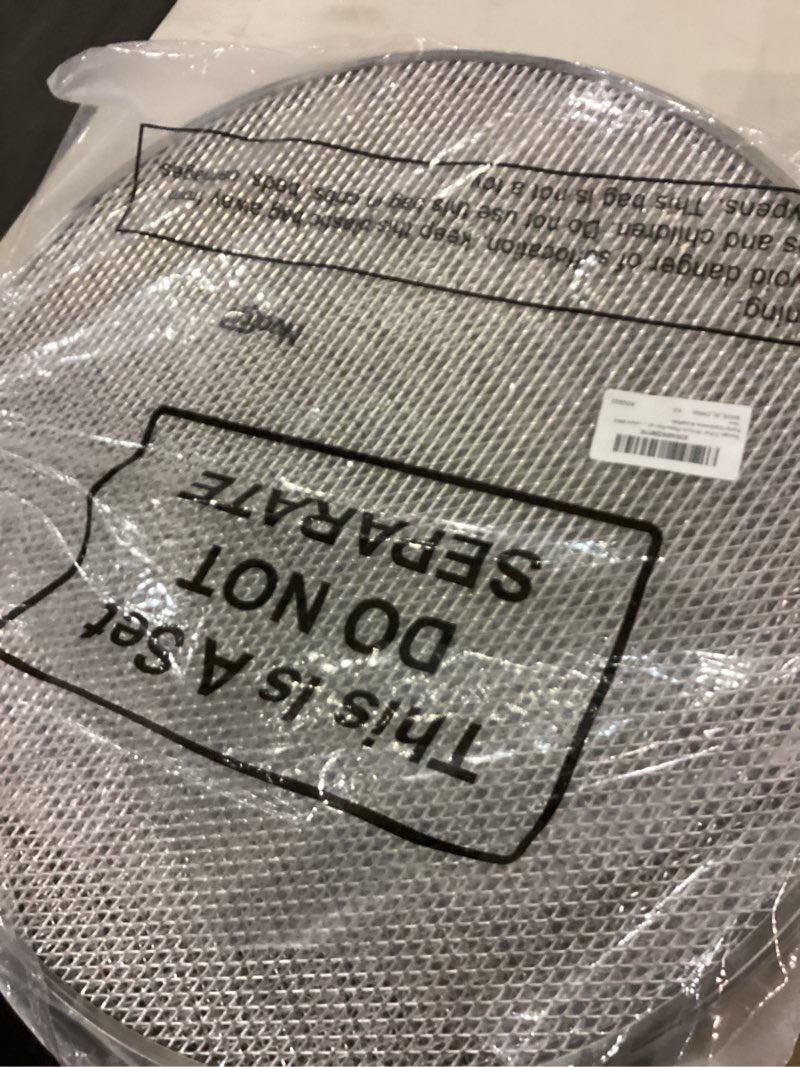 This Is A Set
DO NOT
SEPARATE
ning:
void danger of suffocation, keep this plastic bag away from
s and children. Do not use this bag in cribs, beds, carriages,
ypens. This bag is not a toy.